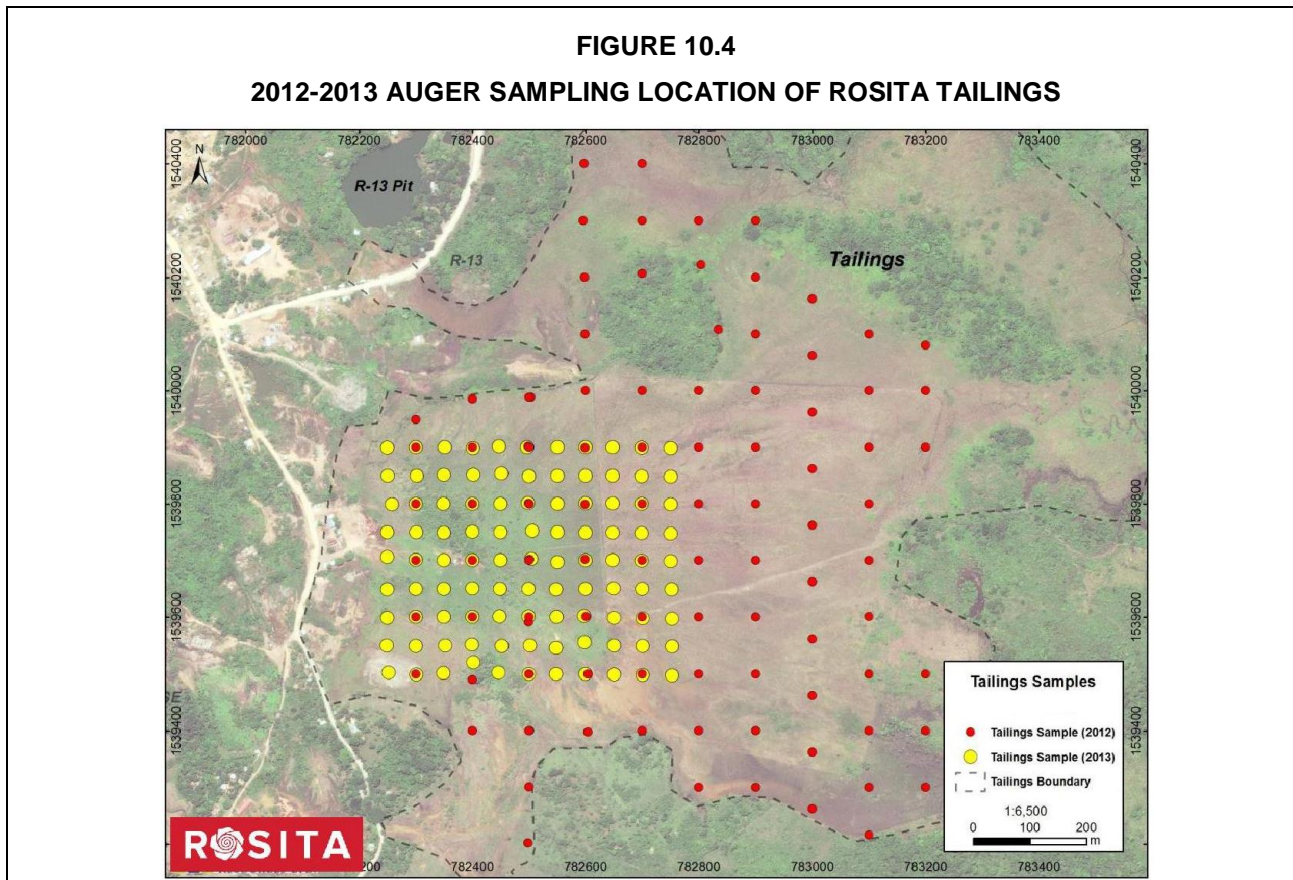 FIGURE 10.4
2012-2013 AUGER SAMPLING LOCATION OF ROSITA TAILINGS
782000 782200 782400 782600 782800 783000 783200 783400
N
1540400 1540400
R-13 Pit
R-13
Tailings
1540200 1540200
1540000 1540000
1539800 1539800
1539600 1539600
1539400 1539400
Tailings Samples
Tailings Sample (2012)
Tailings Sample (2013)
Tailings Boundary
1:6,500
0 100 200
m
ROSITA
782400 782600 782800 783000 783200 783400